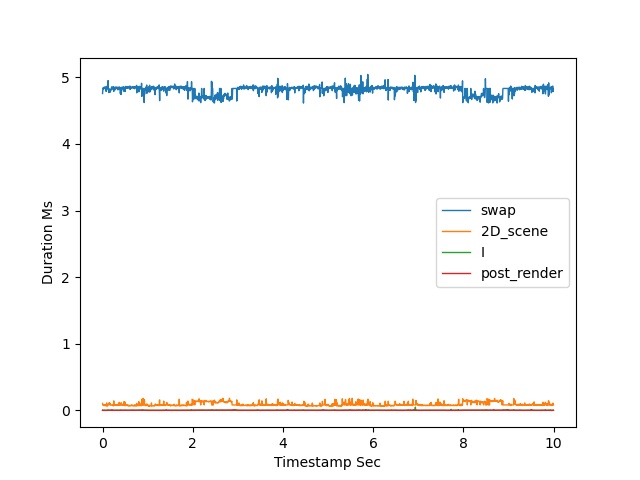 5
4
3
2
1
0
Duration Ms
swap
2D_scene
I
post_render
0 2 4 6 8 10
Timestamp Sec